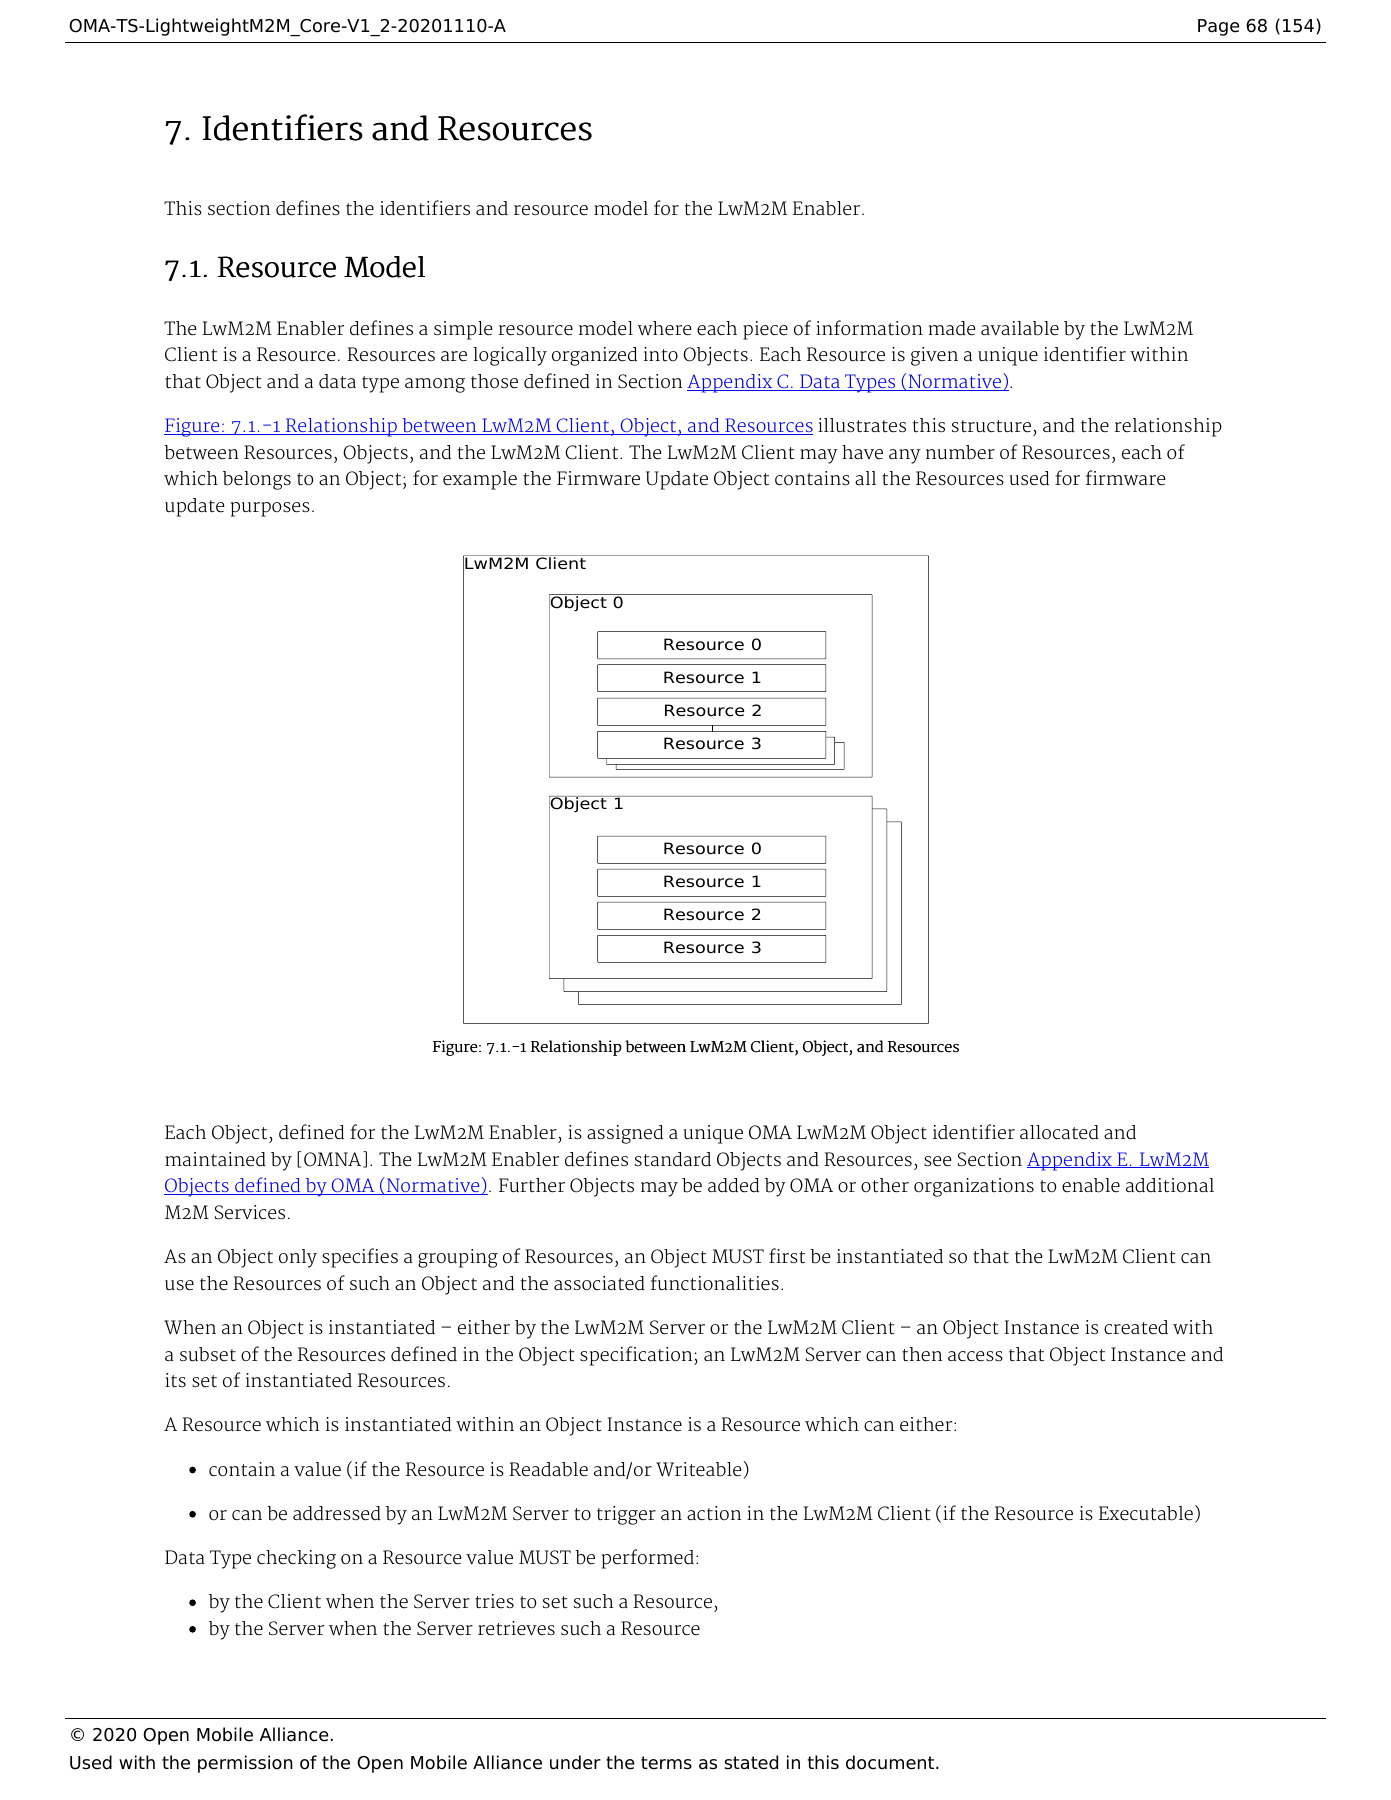 OMA-TS-LightweightM2M_Core-V1_2-20201110-A Page 68 (154)
7. Identifiers and Resources
This section defines the identifiers and resource model for the LwM2M Enabler.
7.1. Resource Model
The LwM2M Enabler defines a simple resource model where each piece of information made available by the LwM2M
Client is a Resource. Resources are logically organized into Objects. Each Resource is given a unique identifier within
that Object and a data type among those defined in Section Appendix C. Data Types (Normative).
Figure: 7.1.-1 Relationship between LwM2M Client, Object, and Resources illustrates this structure, and the relationship
between Resources, Objects, and the LwM2M Client. The LwM2M Client may have any number of Resources, each of
which belongs to an Object; for example the Firmware Update Object contains all the Resources used for firmware
update purposes.
LwM2M Client
Object 0
Resource 0
Resource 1
Resource 2
Resource 3
Object 1
Resource 0
Resource 1
Resource 2
Resource 3
Figure: 7.1.-1 Relationship between LwM2M Client, Object, and Resources
Each Object, defined for the LwM2M Enabler, is assigned a unique OMA LwM2M Object identifier allocated and
maintained by [OMNA]. The LwM2M Enabler defines standard Objects and Resources, see Section Appendix E. LwM2M
Objects defined by OMA (Normative). Further Objects may be added by OMA or other organizations to enable additional
M2M Services.
As an Object only specifies a grouping of Resources, an Object MUST first be instantiated so that the LwM2M Client can
use the Resources of such an Object and the associated functionalities.
When an Object is instantiated – either by the LwM2M Server or the LwM2M Client – an Object Instance is created with
a subset of the Resources defined in the Object specification; an LwM2M Server can then access that Object Instance and
its set of instantiated Resources.
A Resource which is instantiated within an Object Instance is a Resource which can either:
• contain a value (if the Resource is Readable and/or Writeable)
• or can be addressed by an LwM2M Server to trigger an action in the LwM2M Client (if the Resource is Executable)
Data Type checking on a Resource value MUST be performed:
• by the Client when the Server tries to set such a Resource,
• by the Server when the Server retrieves such a Resource
© 2020 Open Mobile Alliance.
Used with the permission of the Open Mobile Alliance under the terms as stated in this document.